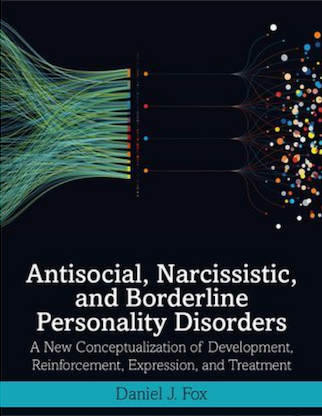 Antisocial, Narcissistic,
and Borderline
Personality Disorders
A New Conceptualization of Development,
Reinforcement, Expression, and Treatment
Daniel J. Fox